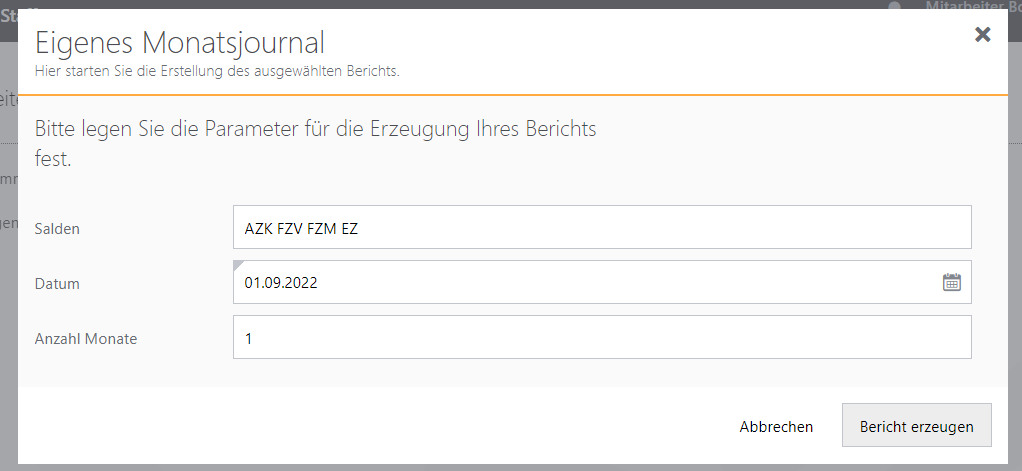 Eigenes Monatsjournal
Hier starten Sie die Erstellung des ausgewählten Berichts.
Bitte legen Sie die Parameter für die Erzeugung Ihres Berichts
fest.
Salden
AZK FZV FZM EZ
Datum
01.09.2022
Anzahl Monate
1
Abbrechen
Bericht erzeugen